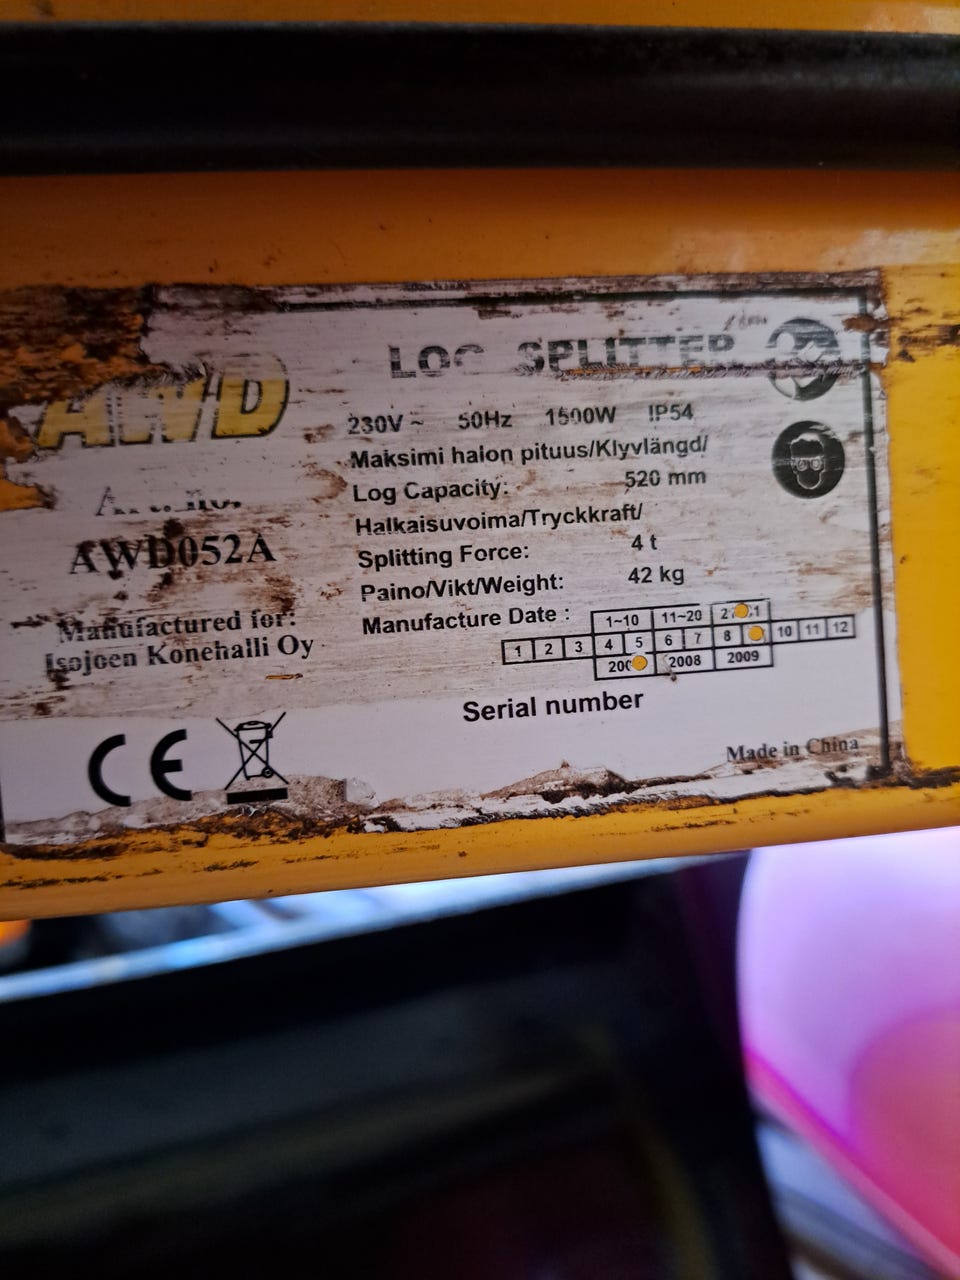 AWD
LOG SPLITTER
230V ~ 50Hz 1500W IP54
Maksimi halon pituus/Klyvlängd/
Log Capacity: 520 mm
Halkaisuvoima/Tryckkraft/
Splitting Force: 4 t
Paino/Vikt/Weight: 42 kg
Manufacture Date :
1~10 11~20
1 2 3 4 5 6 7 8 10 11 12
2008 2009
Serial number
Made in China
AWD052A
Manufactured for:
Isojoen Konehalli Oy
CE